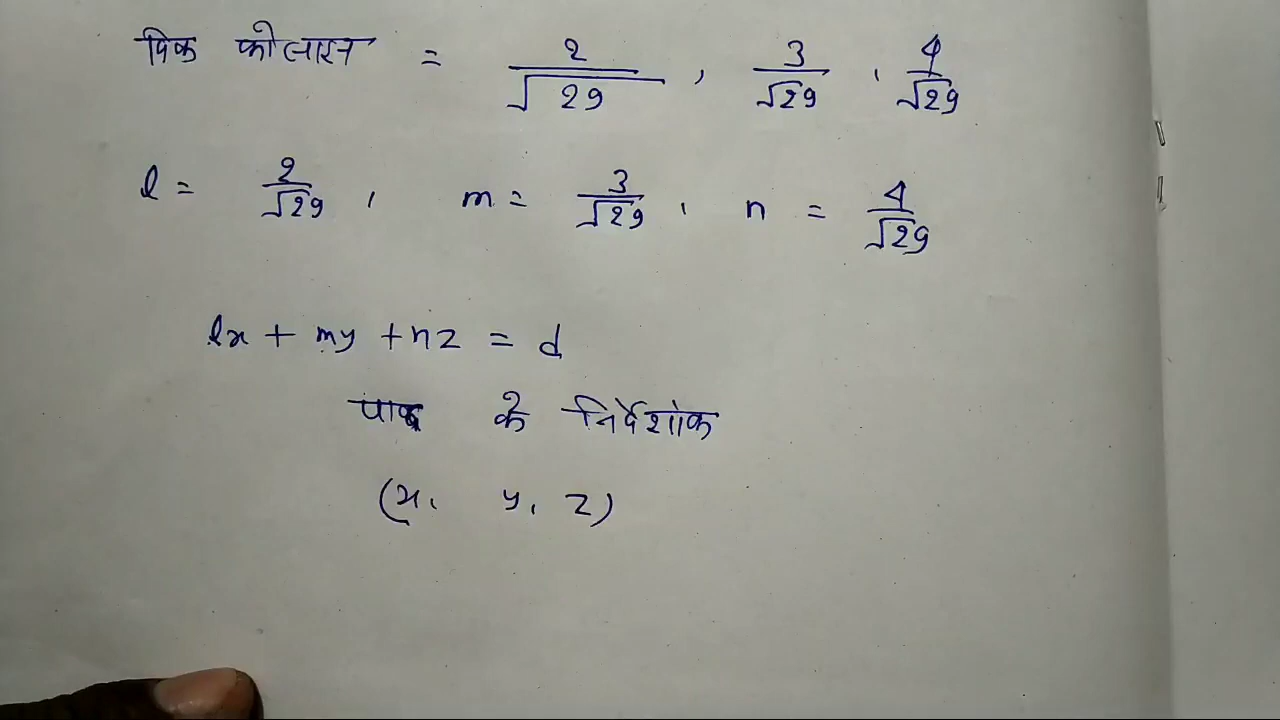 दिक कोज्या = 2/√29, 3/√29, 4/√29
l = 2/√29, m = 3/√29, n = 4/√29
lx + my + nz = d
पाद के निर्देशांक
(x, y, z)